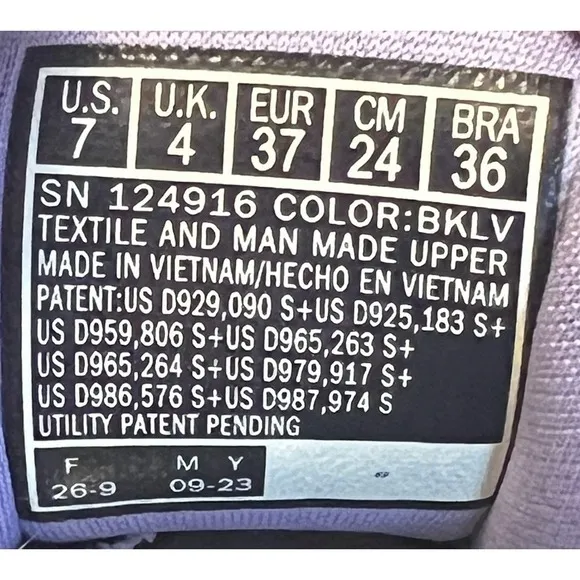 U.S. U.K. EUR CM BRA
7 4 37 24 36
SN 124916 COLOR:BKLV
TEXTILE AND MAN MADE UPPER
MADE IN VIETNAM/HECHO EN VIETNAM
PATENT:US D929,090 S+US D925,183 S+
US D959,806 S+US D965,263 S+
US D965,264 S+US D979,917 S+
US D986,576 S+US D987,974 S
UTILITY PATENT PENDING
F M Y
26-9 09-23